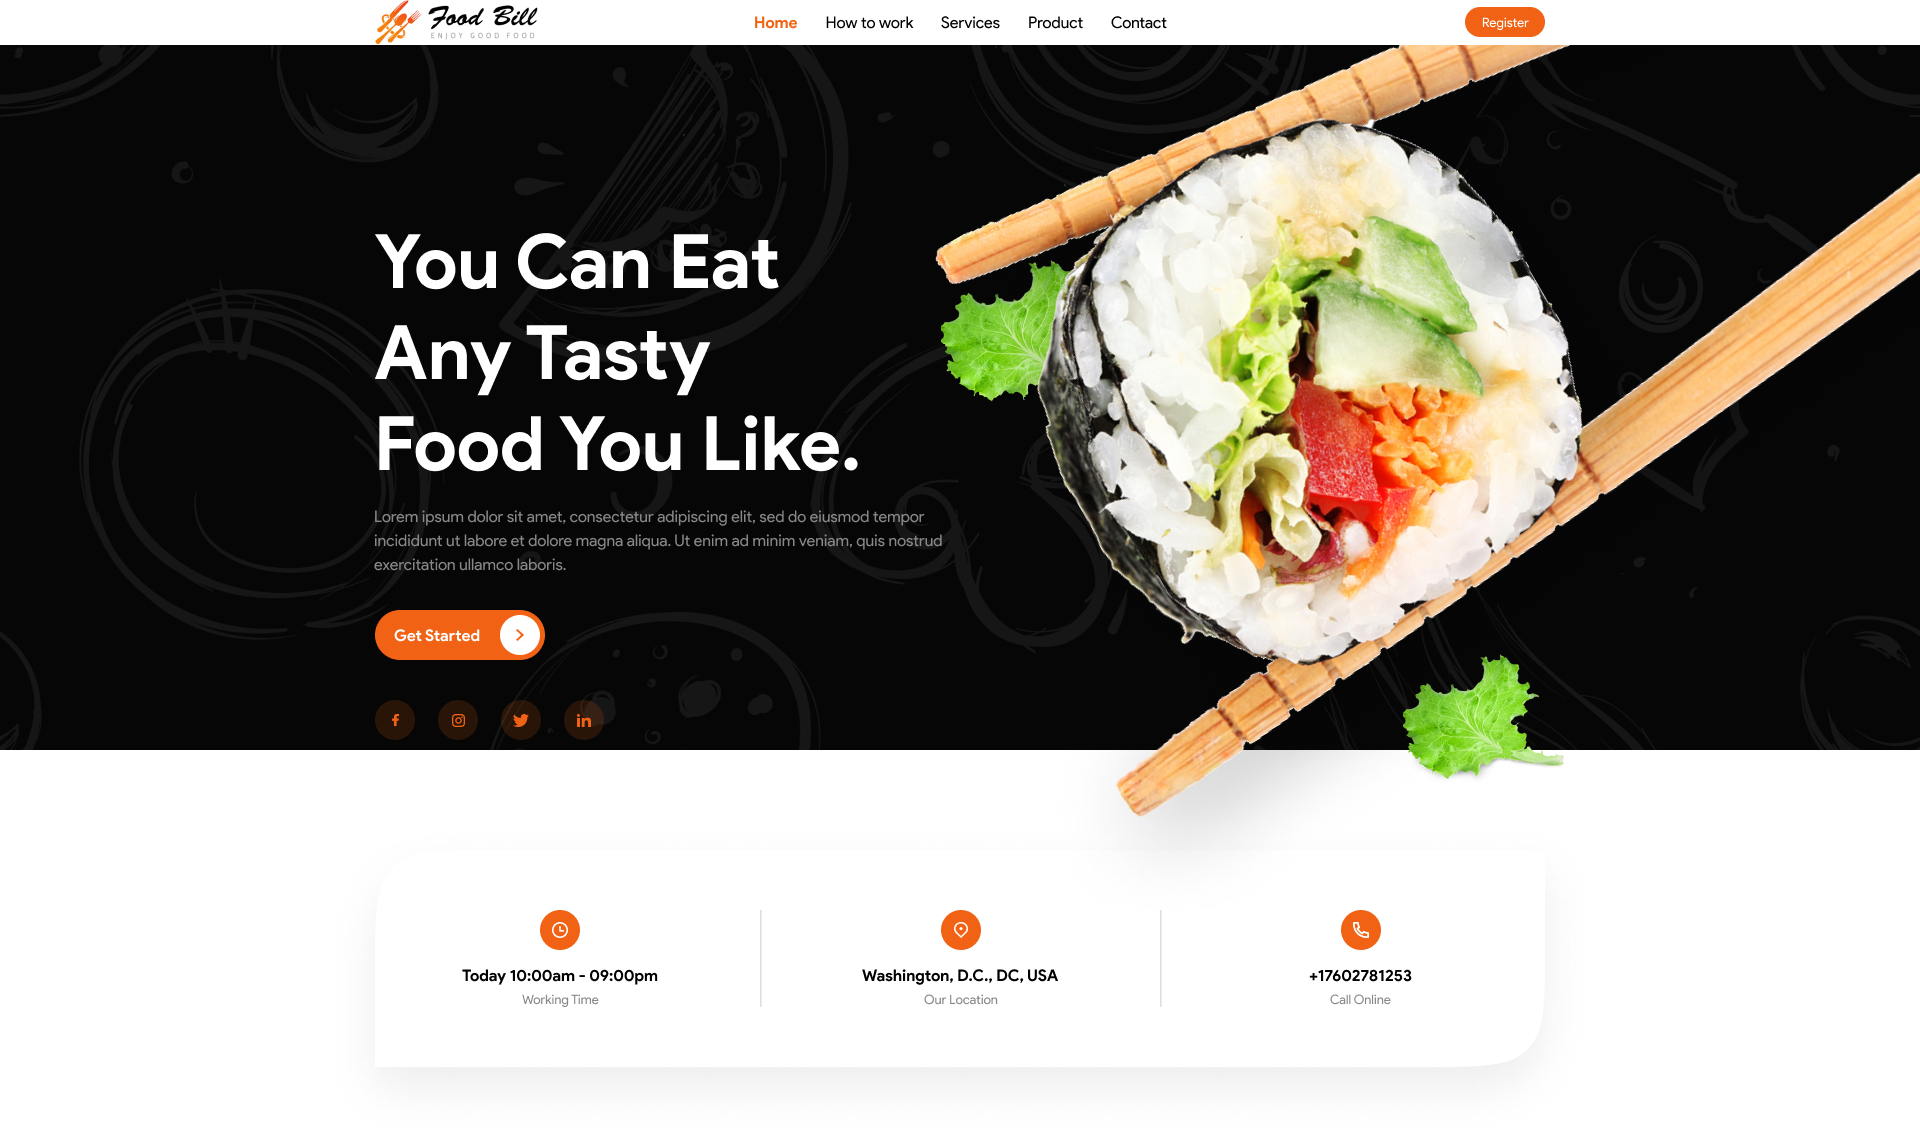 Food Bill
ENJOY GOOD FOOD
Home
How to work
Services
Product
Contact
Register
You Can Eat
Any Tasty
Food You Like.
Lorem ipsum dolor sit amet, consectetur adipiscing elit, sed do eiusmod tempor
incididunt ut labore et dolore magna aliqua. Ut enim ad minim veniam, quis nostrud
exercitation ullamco laboris.
Get Started
Today 10:00am - 09:00pm
Working Time
Washington, D.C., DC, USA
Our Location
+17602781253
Call Online